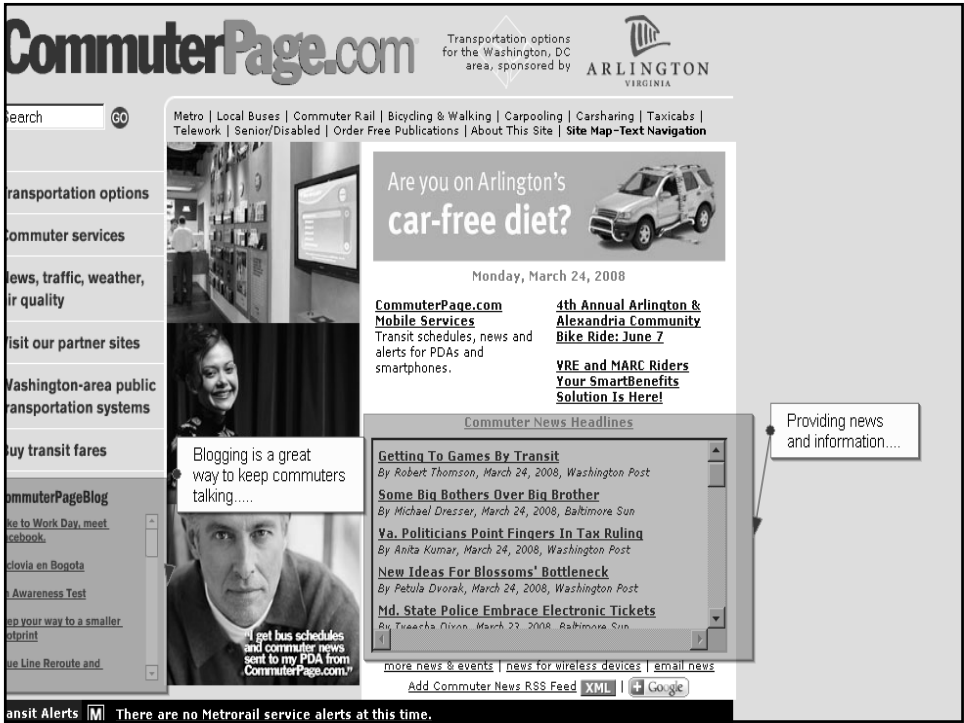 CommuterPage.com
Transportation options
for the Washington, DC
area, sponsored by
ARLINGTON
VIRGINIA
Search
GO
Metro | Local Buses | Commuter Rail | Bicycling & Walking | Carpooling | Carsharing | Taxicabs |
Telework | Senior/Disabled | Order Free Publications | About This Site | Site Map-Text Navigation
ransportation options
ommuter services
ews, traffic, weather,
ir quality
isit our partner sites
Washington-area public
ransportation systems
uy transit fares
Are you on Arlington's
car-free diet?
Monday, March 24, 2008
CommuterPage.com
Mobile Services
Transit schedules, news and
alerts for PDAs and
smartphones.
4th Annual Arlington &
Alexandria Community
Bike Ride: June 7
VRE and MARC Riders
Your SmartBenefits
Solution Is Here!
Commuter News Headlines
Getting To Games By Transit
By Robert Thomson, March 24, 2008, Washington Post
Some Big Bothers Over Big Brother
By Michael Dresser, March 24, 2008, Baltimore Sun
Va. Politicians Point Fingers In Tax Ruling
By Anita Kumar, March 24, 2008, Washington Post
New Ideas For Blossoms' Bottleneck
By Petula Dvorak, March 24, 2008, Washington Post
Md. State Police Embrace Electronic Tickets
By Tyeesha Dixon, March 23, 2008, Baltimore Sun
Providing news
and information....
Blogging is a great
way to keep commuters
talking.....
ommuterPageBlog
ke to Work Day, meet
acebook.
clovia en Bogota
n Awareness Test
eep your way to a smaller
otprint
ue Line Reroute and
"I get bus schedules
and commuter news
sent to my PDA from
CommuterPage.com."
more news & events | news for wireless devices | email news
Add Commuter News RSS Feed XML | + Google
ansit Alerts M There are no Metrorail service alerts at this time.